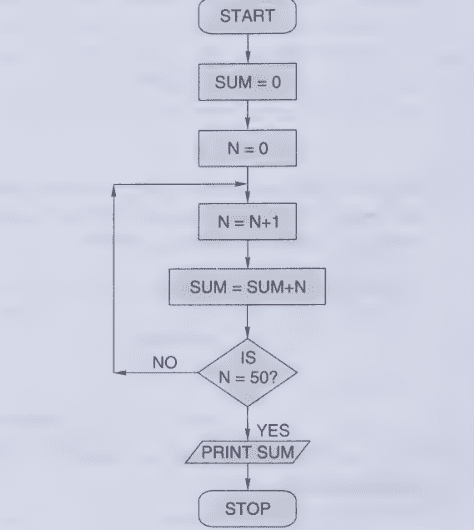 START
SUM = 0
N = 0
N = N+1
SUM = SUM+N
IS
N = 50?
NO
YES
PRINT SUM
STOP